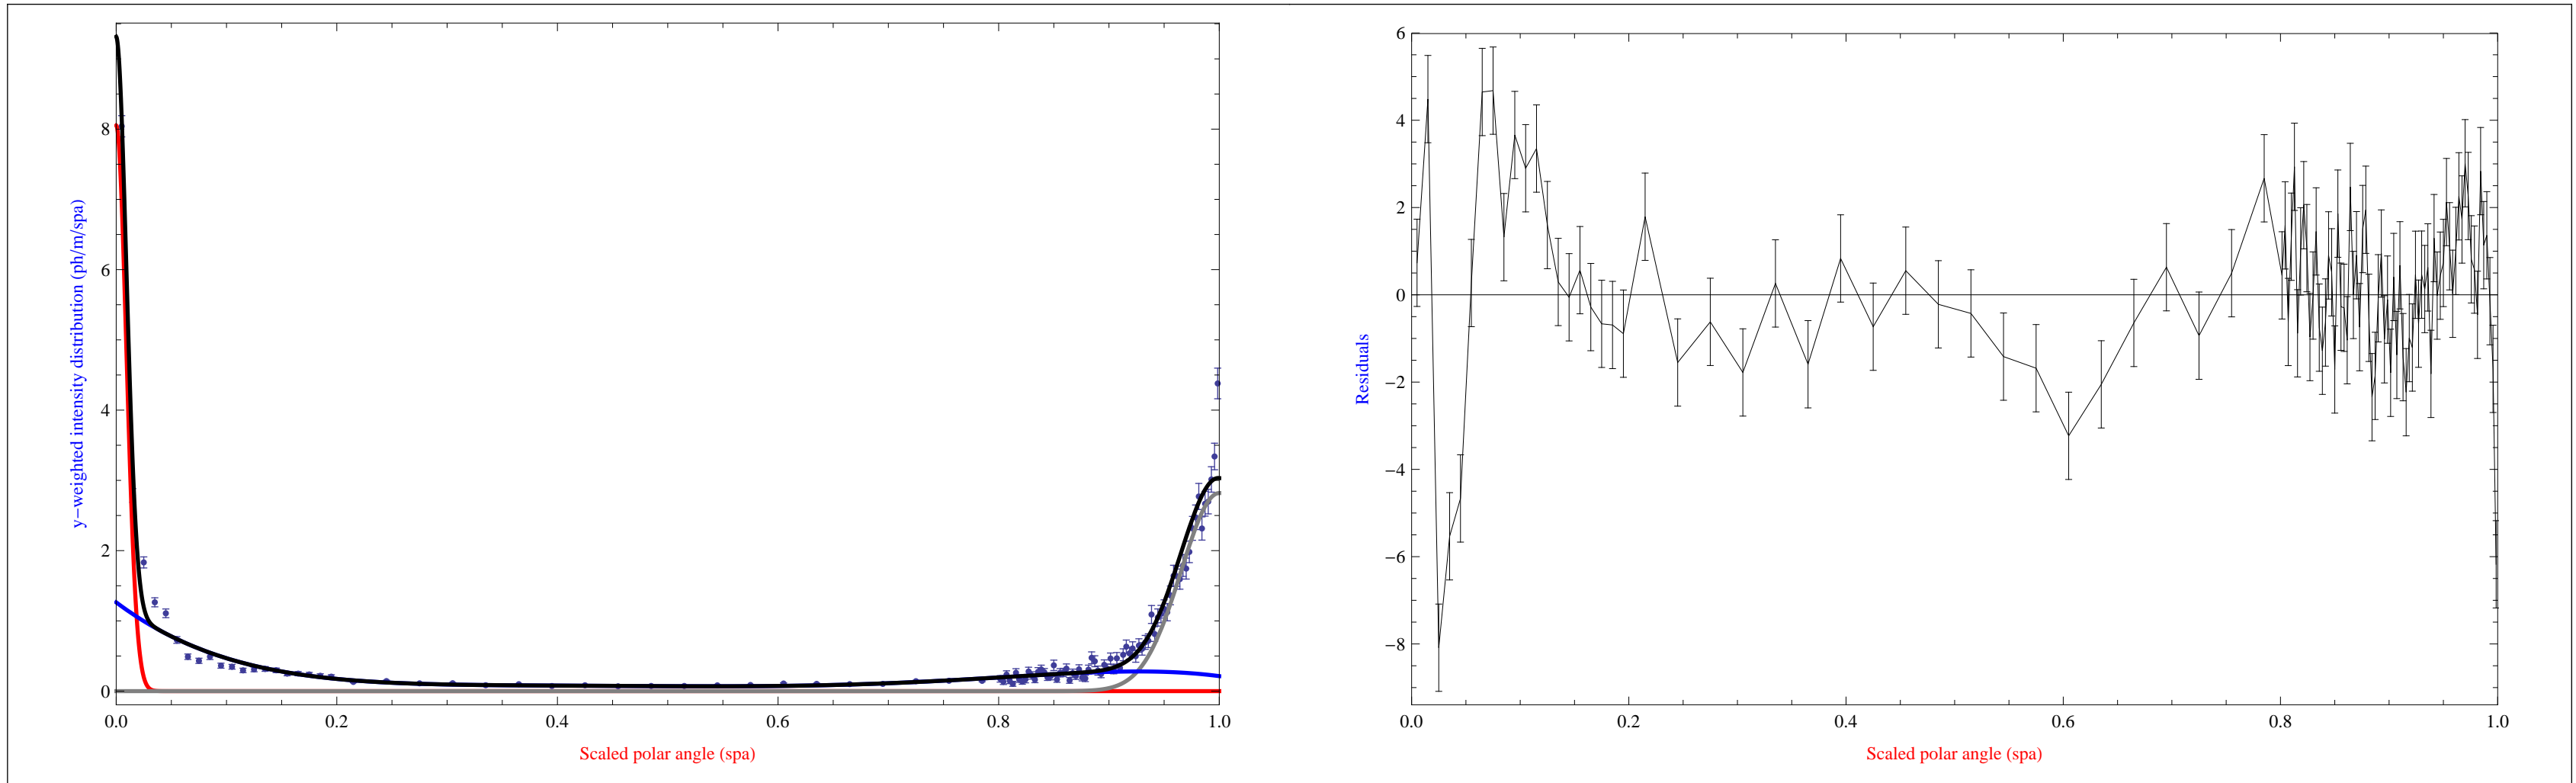 y−weighted intensity distribution (ph/m/spa)
8
6
4
2
0
0.0 0.2 0.4 0.6 0.8 1.0
Scaled polar angle (spa)
Residuals
6
4
2
0
−2
−4
−6
−8
0.0 0.2 0.4 0.6 0.8 1.0
Scaled polar angle (spa)